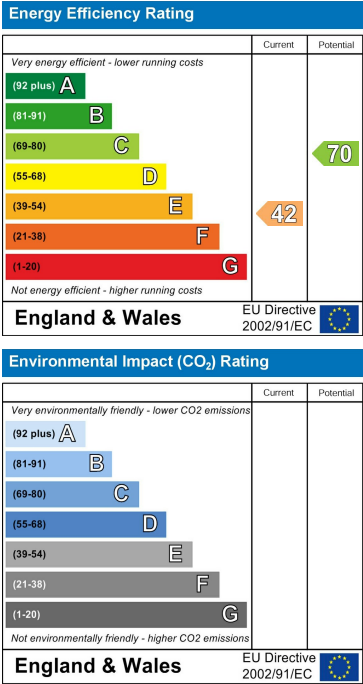 Energy Efficiency Rating
Current Potential
Very energy efficient - lower running costs
(92 plus) A
(81-91) B
(69-80) C
70
(55-68) D
(39-54) E
42
(21-38) F
(1-20) G
Not energy efficient - higher running costs
England & Wales
EU Directive
2002/91/EC
Environmental Impact (CO₂) Rating
Current Potential
Very environmentally friendly - lower CO2 emissions
(92 plus) A
(81-91) B
(69-80) C
(55-68) D
(39-54) E
(21-38) F
(1-20) G
Not environmentally friendly - higher CO2 emissions
England & Wales
EU Directive
2002/91/EC